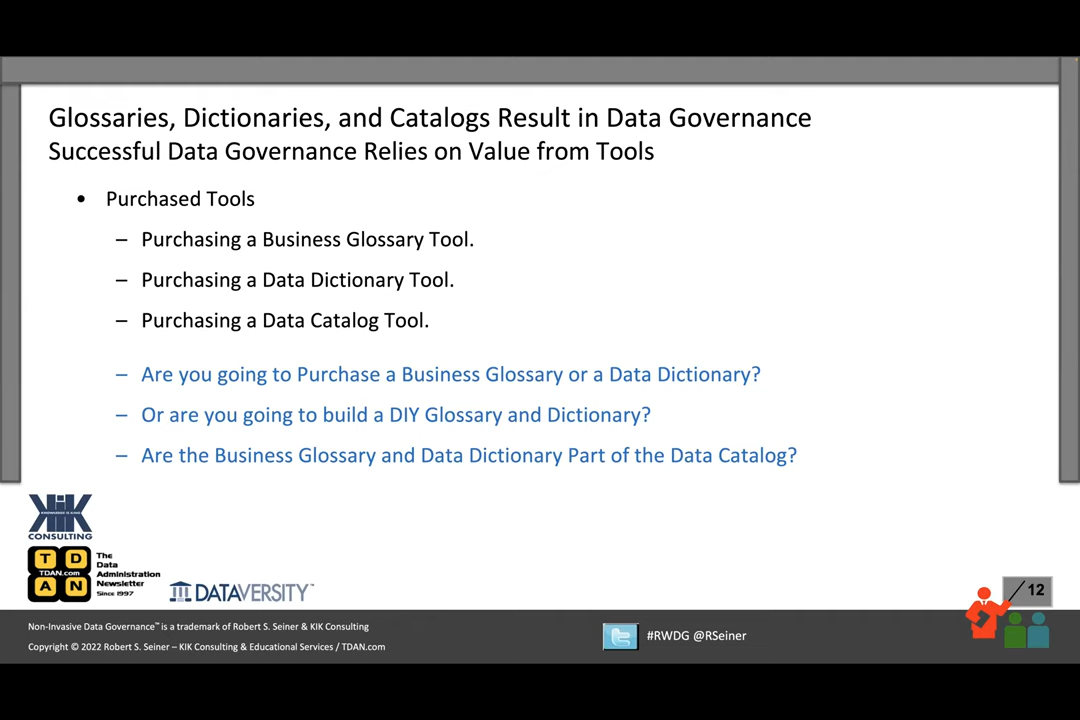 Glossaries, Dictionaries, and Catalogs Result in Data Governance
Successful Data Governance Relies on Value from Tools
• Purchased Tools
– Purchasing a Business Glossary Tool.
– Purchasing a Data Dictionary Tool.
– Purchasing a Data Catalog Tool.
– Are you going to Purchase a Business Glossary or a Data Dictionary?
– Or are you going to build a DIY Glossary and Dictionary?
– Are the Business Glossary and Data Dictionary Part of the Data Catalog?
KIK
KNOWLEDGE IS KING
CONSULTING
T D
TDAN.com
A N
The
Data
Administration
Newsletter
Since 1997
DATAVERSITY™
12
Non-Invasive Data Governance™ is a trademark of Robert S. Seiner & KIK Consulting
Copyright © 2022 Robert S. Seiner – KIK Consulting & Educational Services / TDAN.com
#RWDG @RSeiner